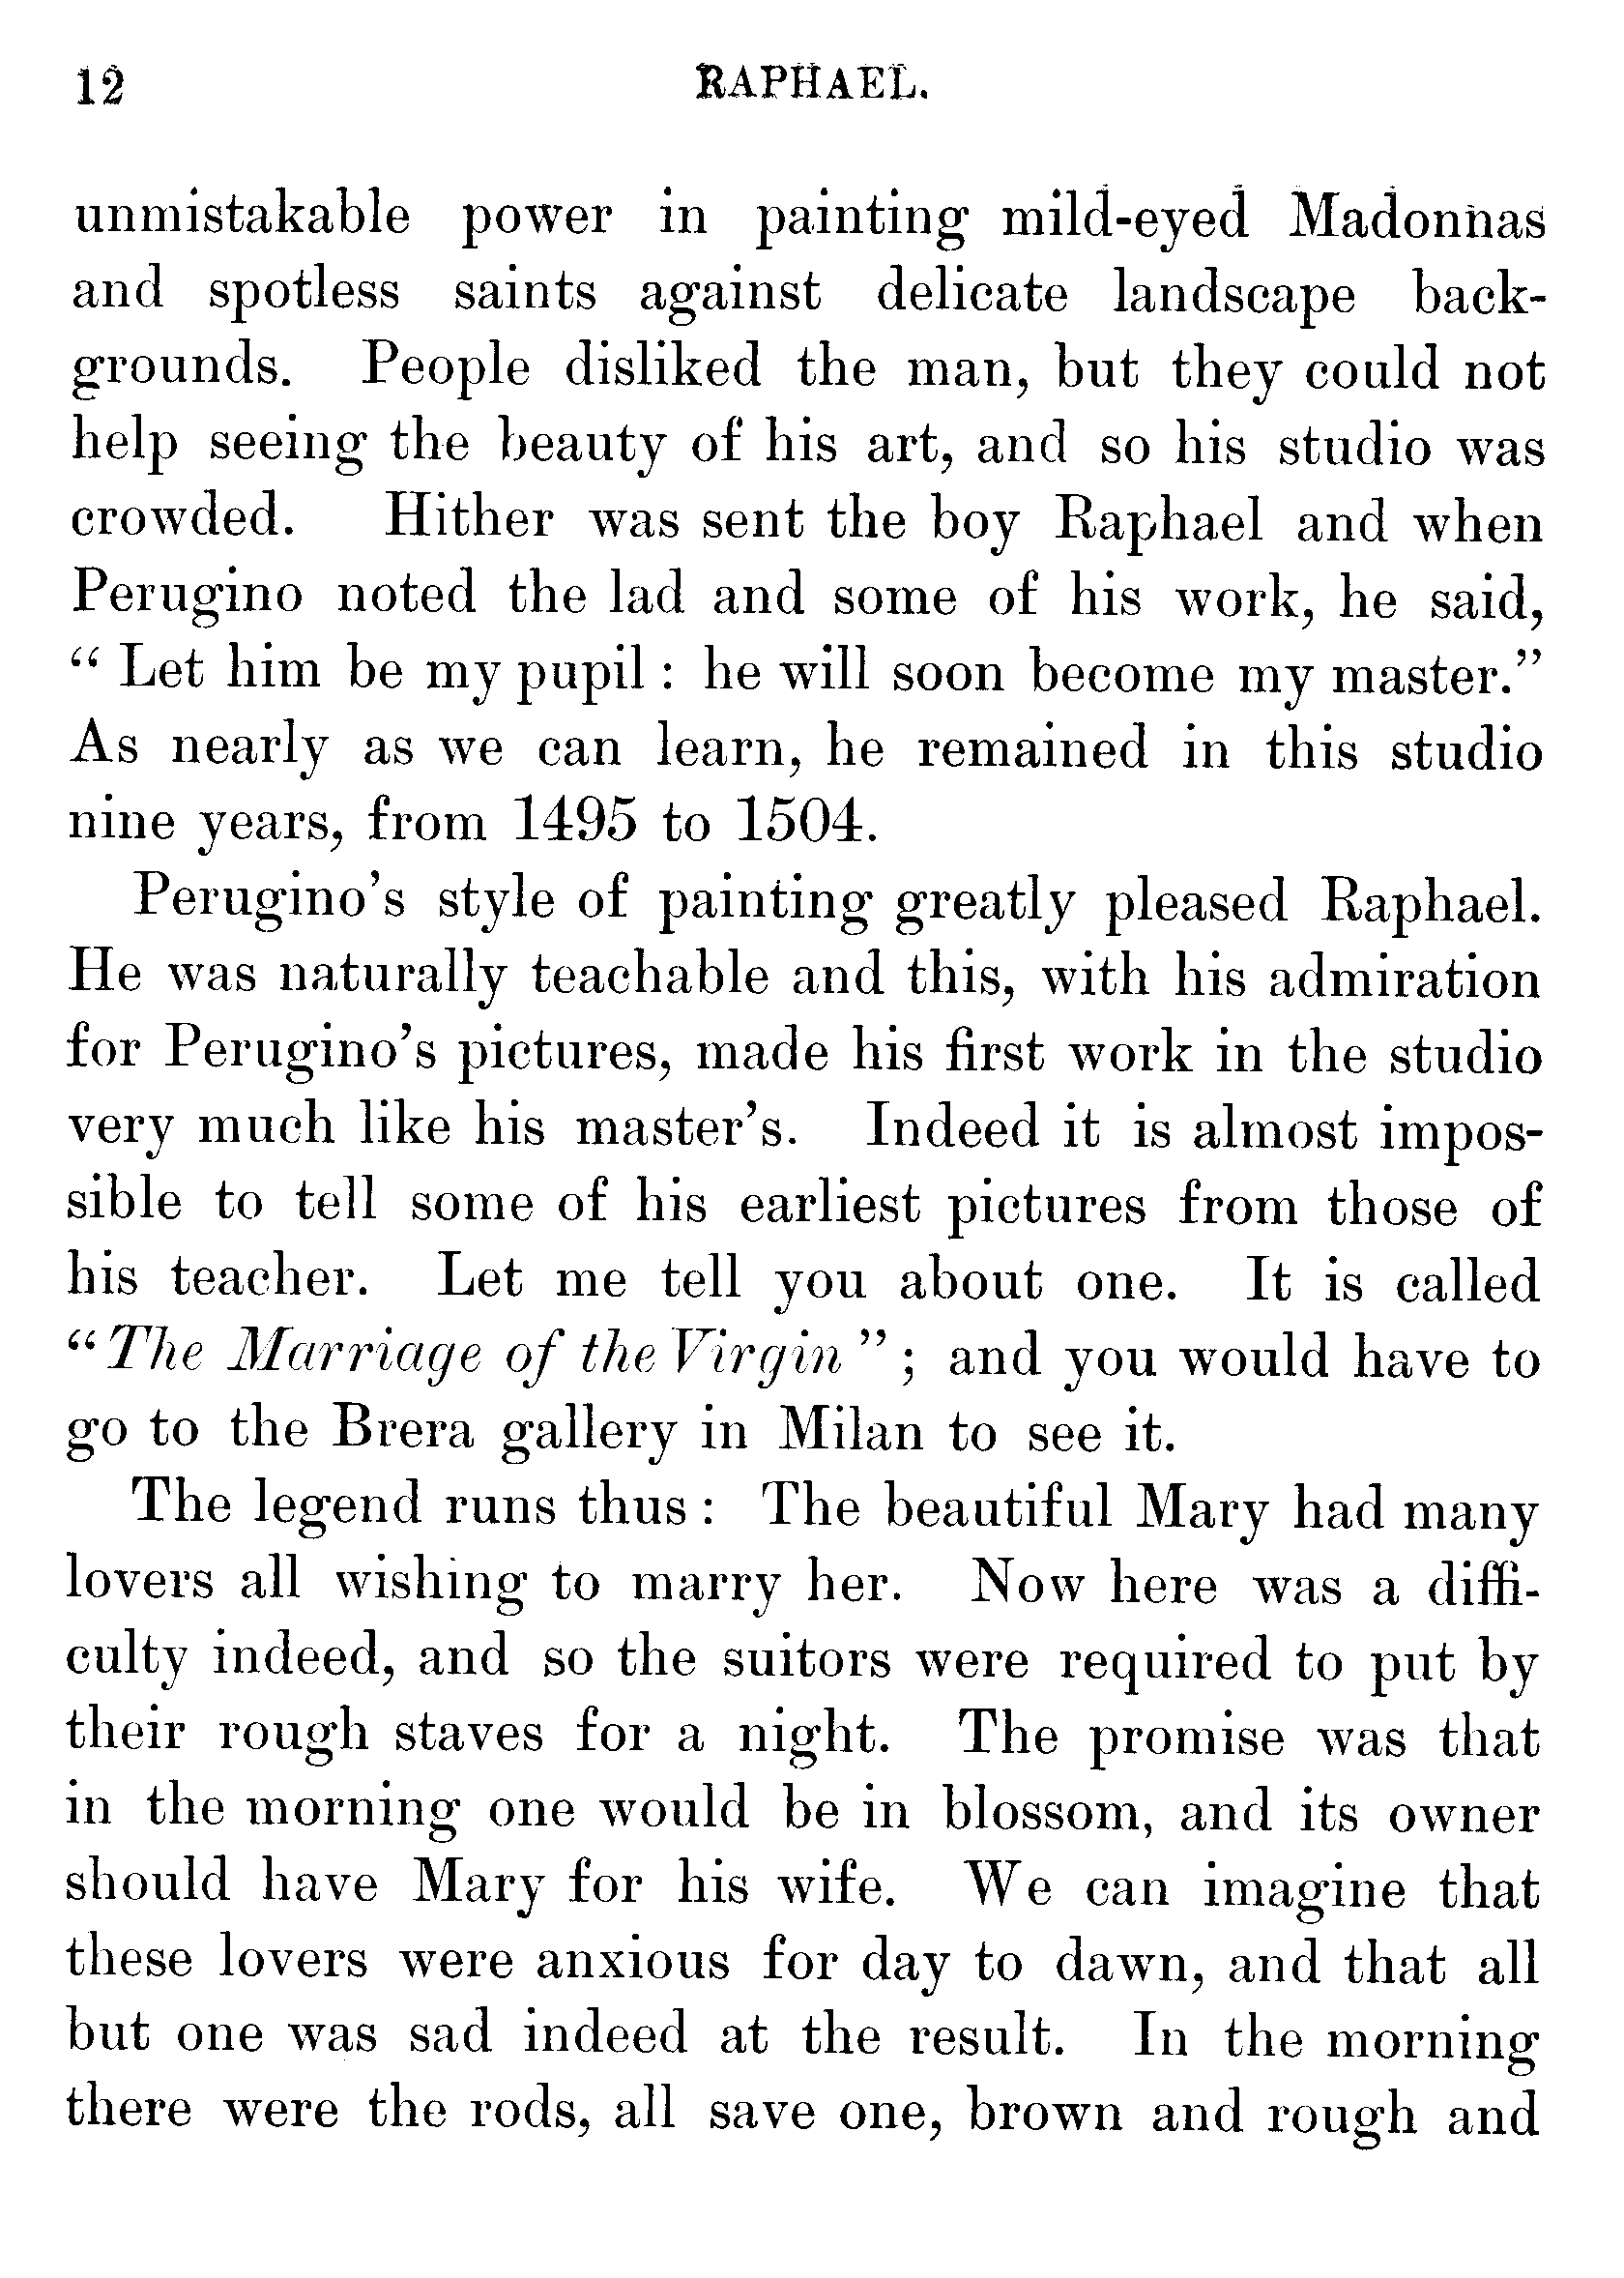 12 RAPHAEL.
unmistakable power in painting mild-eyed Madonnas
and spotless saints against delicate landscape back-
grounds. People disliked the man, but they could not
help seeing the beauty of his art, and so his studio was
crowded. Hither was sent the boy Raphael and when
Perugino noted the lad and some of his work, he said,
“ Let him be my pupil : he will soon become my master.”
As nearly as we can learn, he remained in this studio
nine years, from 1495 to 1504.
Perugino’s style of painting greatly pleased Raphael.
He was naturally teachable and this, with his admiration
for Perugino’s pictures, made his first work in the studio
very much like his master’s. Indeed it is almost impos-
sible to tell some of his earliest pictures from those of
his teacher. Let me tell you about one. It is called
“ The Marriage of the Virgin ” ; and you would have to
go to the Brera gallery in Milan to see it.
The legend runs thus : The beautiful Mary had many
lovers all wishing to marry her. Now here was a diffi-
culty indeed, and so the suitors were required to put by
their rough staves for a night. The promise was that
in the morning one would be in blossom, and its owner
should have Mary for his wife. We can imagine that
these lovers were anxious for day to dawn, and that all
but one was sad indeed at the result. In the morning
there were the rods, all save one, brown and rough and